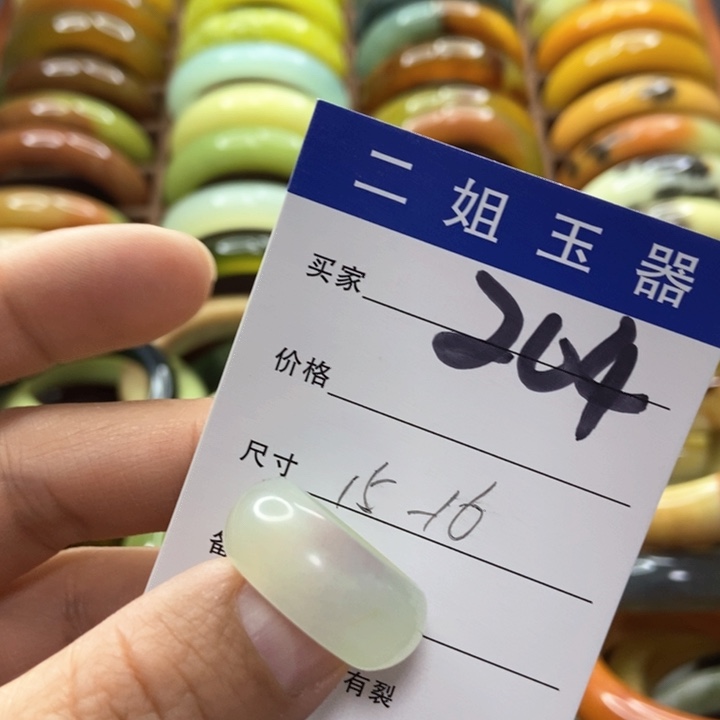 二姐玉器
买家 204
价格
尺寸 15-16
有裂